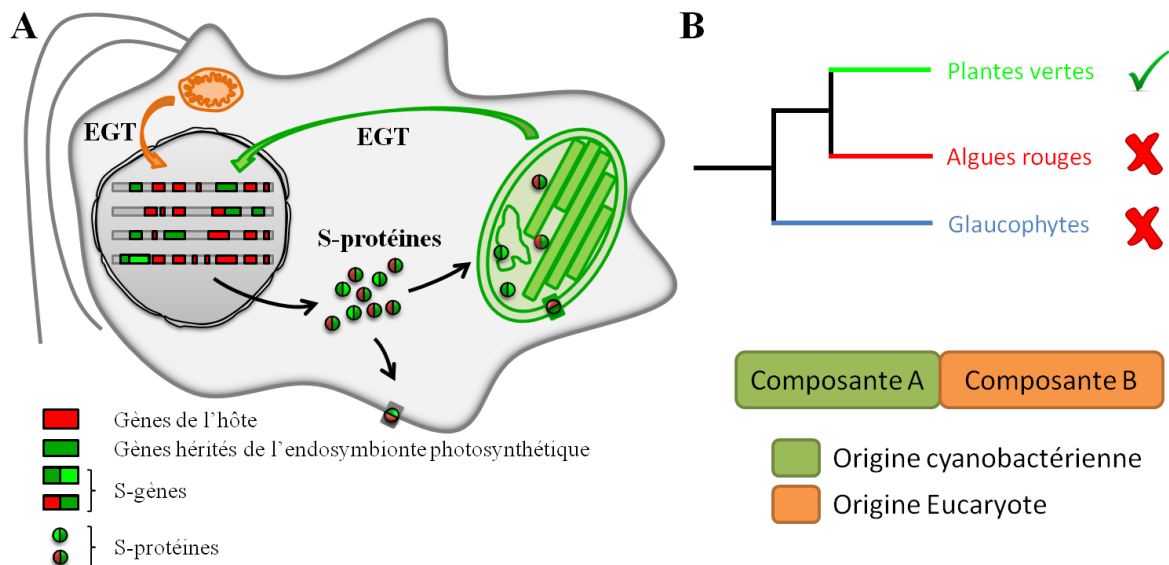 A
EGT
EGT
S-protéines
Gènes de l'hôte
Gènes hérités de l'endosymbionte photosynthétique
S-gènes
S-protéines
B
Plantes vertes
Algues rouges
Glaucophytes
Composante A
Composante B
Origine cyanobactérienne
Origine Eucaryote